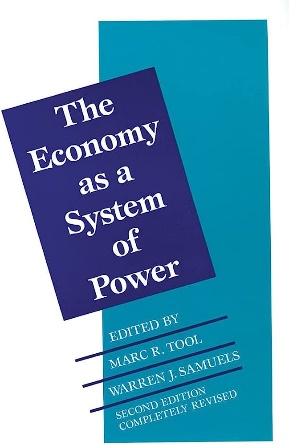 The
Economy
as a
System
of
Power
EDITED BY
MARC R. TOOL
WARREN J. SAMUELS
SECOND EDITION
COMPLETELY REVISED